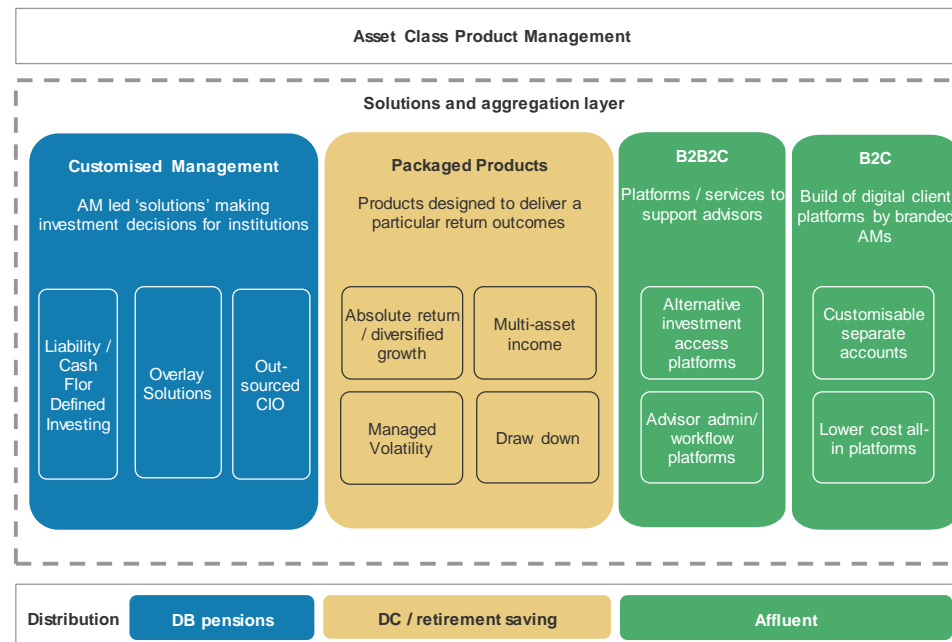 Asset Class Product Management
Solutions and aggregation layer
Customised Management
AM led ‘solutions’ making
investment decisions for institutions
Liability /
Cash
Flor
Defined
Investing
Overlay
Solutions
Out-
sourced
CIO
Packaged Products
Products designed to deliver a
particular return outcomes
Absolute return
/ diversified
growth
Multi-asset
income
Managed
Volatility
Draw down
B2B2C
Platforms / services to
support advisors
Alternative
investment
access
platforms
Advisor admin/
workflow
platforms
B2C
Build of digital client
platforms by branded
AMs
Customisable
separate
accounts
Lower cost all-
in platforms
Distribution
DB pensions
DC / retirement saving
Affluent